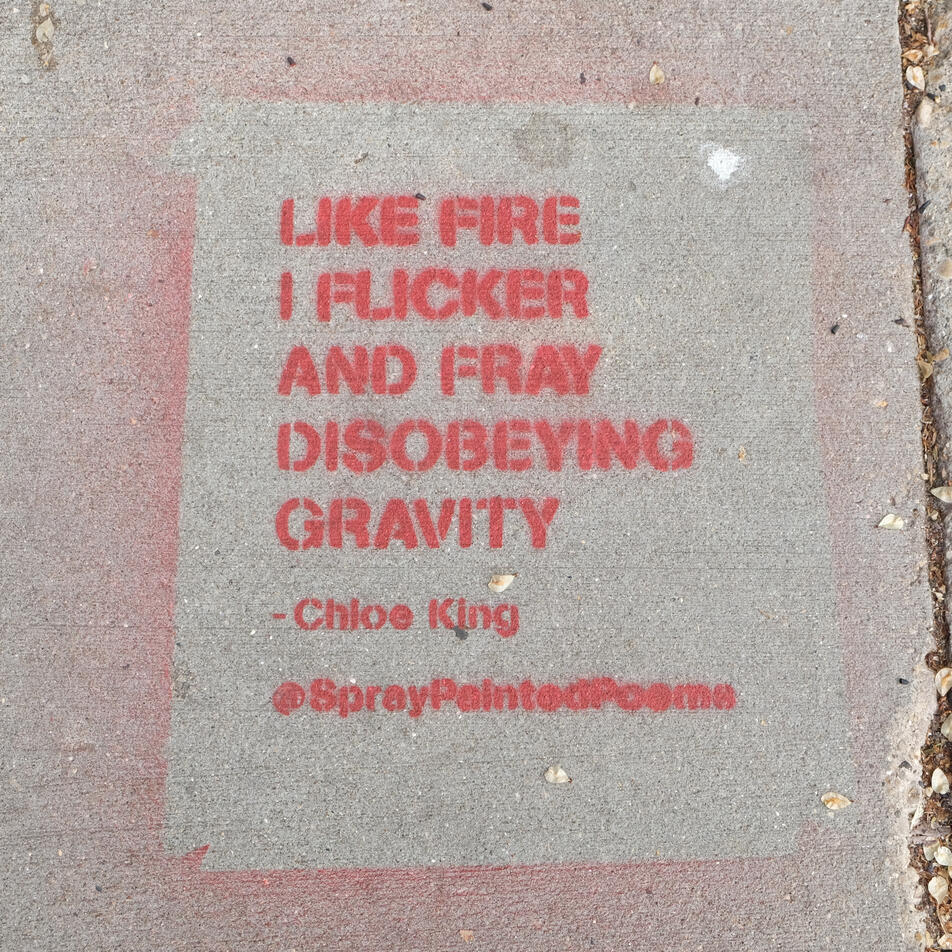 LIKE FIRE
I FLICKER
AND FRAY
DISOBEYING
GRAVITY
-Chloe King
@SprayPaintedPoems